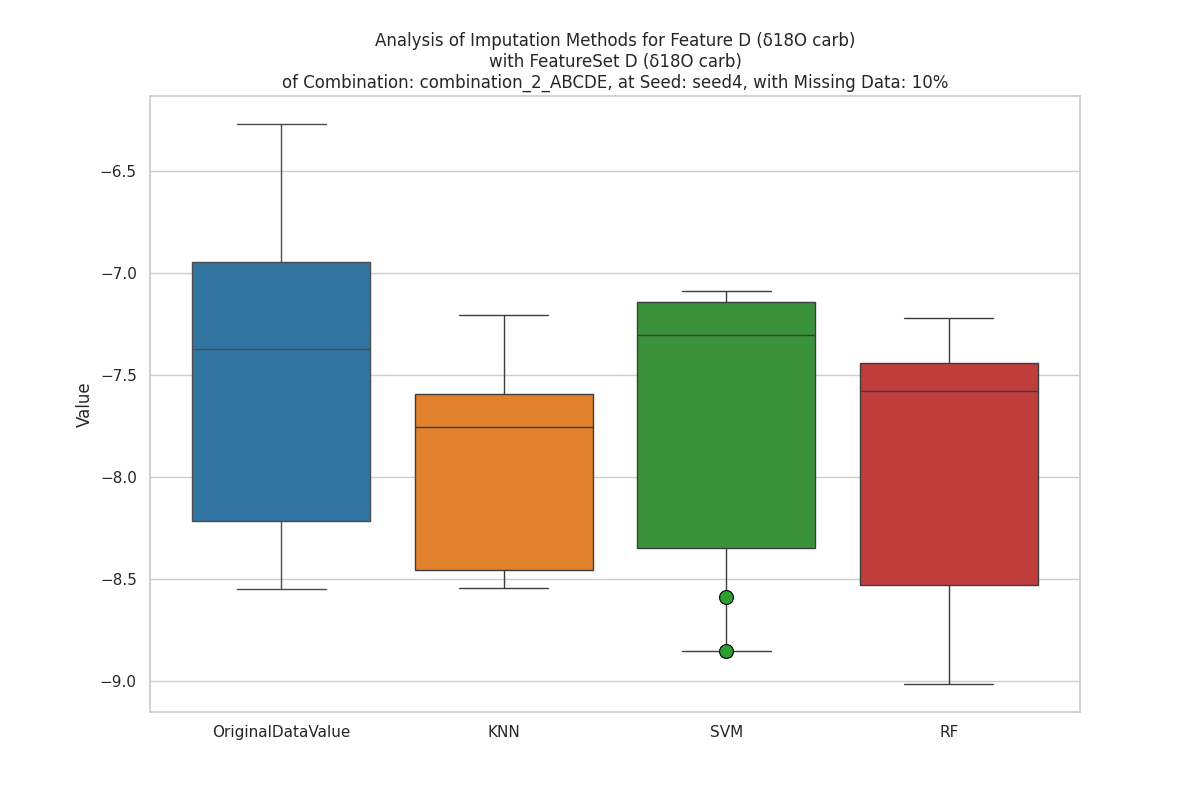 Analysis of Imputation Methods for Feature D (δ18O carb)
with FeatureSet D (δ18O carb)
of Combination: combination_2_ABCDE, at Seed: seed4, with Missing Data: 10%
Value
−6.5
−7.0
−7.5
−8.0
−8.5
−9.0
OriginalDataValue
KNN
SVM
RF